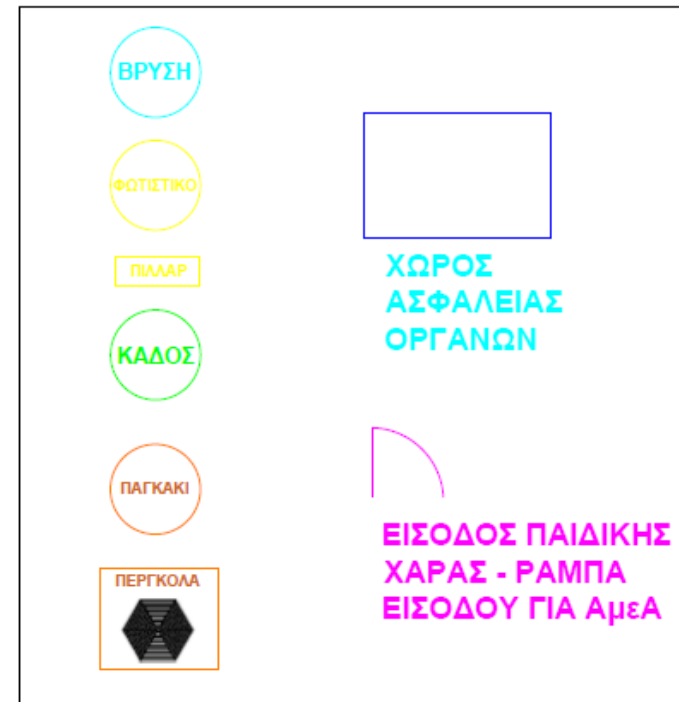 ΒΡΥΣΗ
ΦΩΤΙΣΤΙΚΟ
ΠΙΛΛΑΡ
ΚΑΔΟΣ
ΠΑΓΚΑΚΙ
ΠΕΡΓΚΟΛΑ
ΧΩΡΟΣ
ΑΣΦΑΛΕΙΑΣ
ΟΡΓΑΝΩΝ
ΕΙΣΟΔΟΣ ΠΑΙΔΙΚΗΣ
ΧΑΡΑΣ - ΡΑΜΠΑ
ΕΙΣΟΔΟΥ ΓΙΑ ΑμεΑ